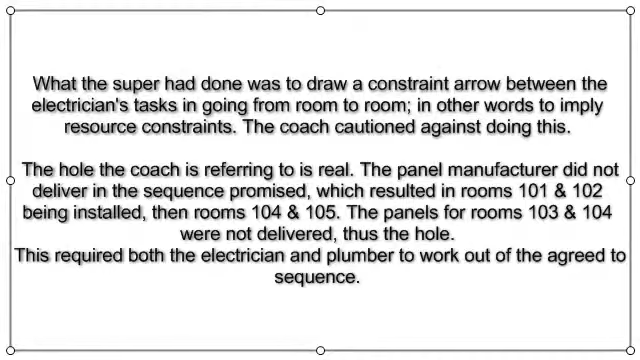 What the super had done was to draw a constraint arrow between the
electrician's tasks in going from room to room; in other words to imply
resource constraints. The coach cautioned against doing this.
The hole the coach is referring to is real. The panel manufacturer did not
deliver in the sequence promised, which resulted in rooms 101 & 102
being installed, then rooms 104 & 105. The panels for rooms 103 & 104
were not delivered, thus the hole.
This required both the electrician and plumber to work out of the agreed to
sequence.